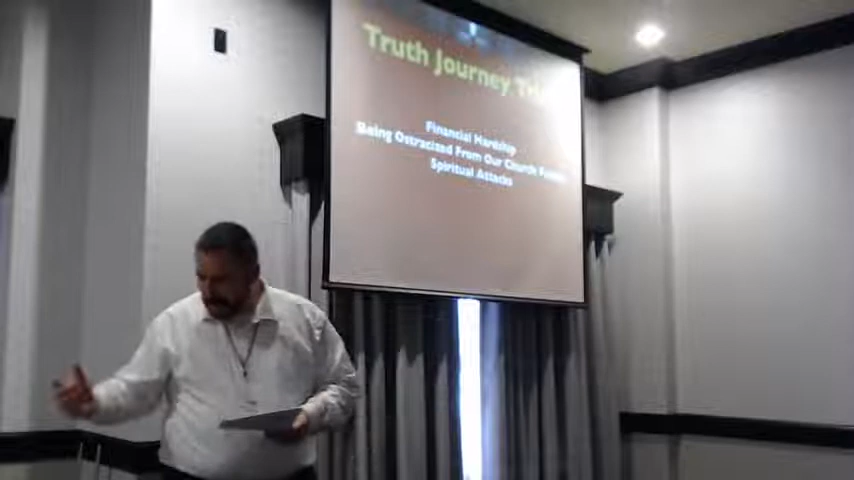 Truth Journey
Financial Hardship
Being Ostracized From Our Church
Spiritual Attacks